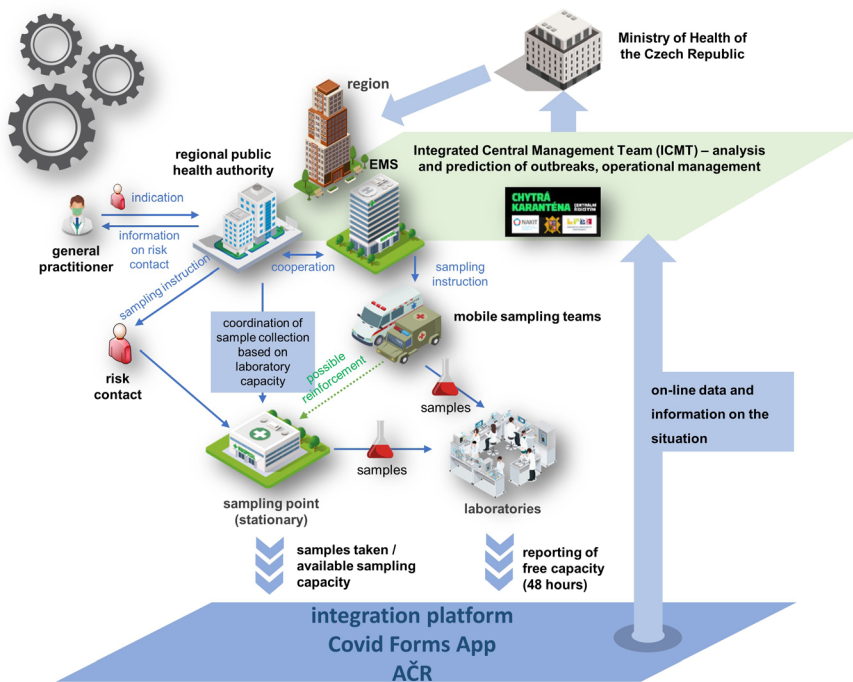 Ministry of Health of
the Czech Republic
region
Integrated Central Management Team (ICMT) – analysis
and prediction of outbreaks, operational management
regional public
health authority
EMS
CHYTRÁ
KARANTÉNA
CENTRÁLNÍ
NAKIT
indication
general
practitioner
information
on risk
contact
cooperation
sampling
instruction
sampling instruction
mobile sampling teams
coordination of
sample collection
based on
laboratory
capacity
possible
reinforcement
risk
contact
samples
samples
on-line data and
information on the
situation
sampling point
(stationary)
laboratories
samples taken /
available sampling
capacity
reporting of
free capacity
(48 hours)
integration platform
Covid Forms App
AČR